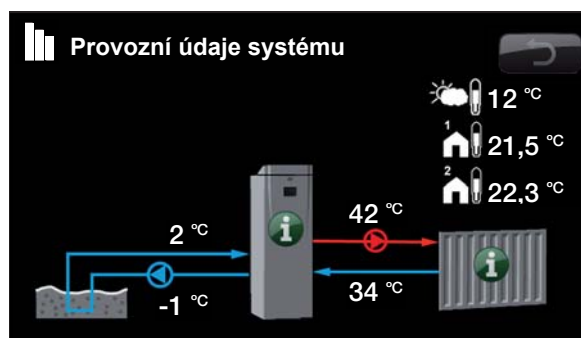 Provozní údaje systému
12 °C
1
21,5 °C
2
22,3 °C
42 °C
2 °C
i
i
34 °C
-1 °C